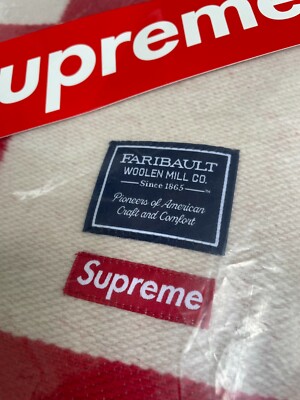 Supreme
FARIBAULT
WOOLEN MILL CO.
Since 1865
Pioneers of American
Craft and Comfort
Supreme